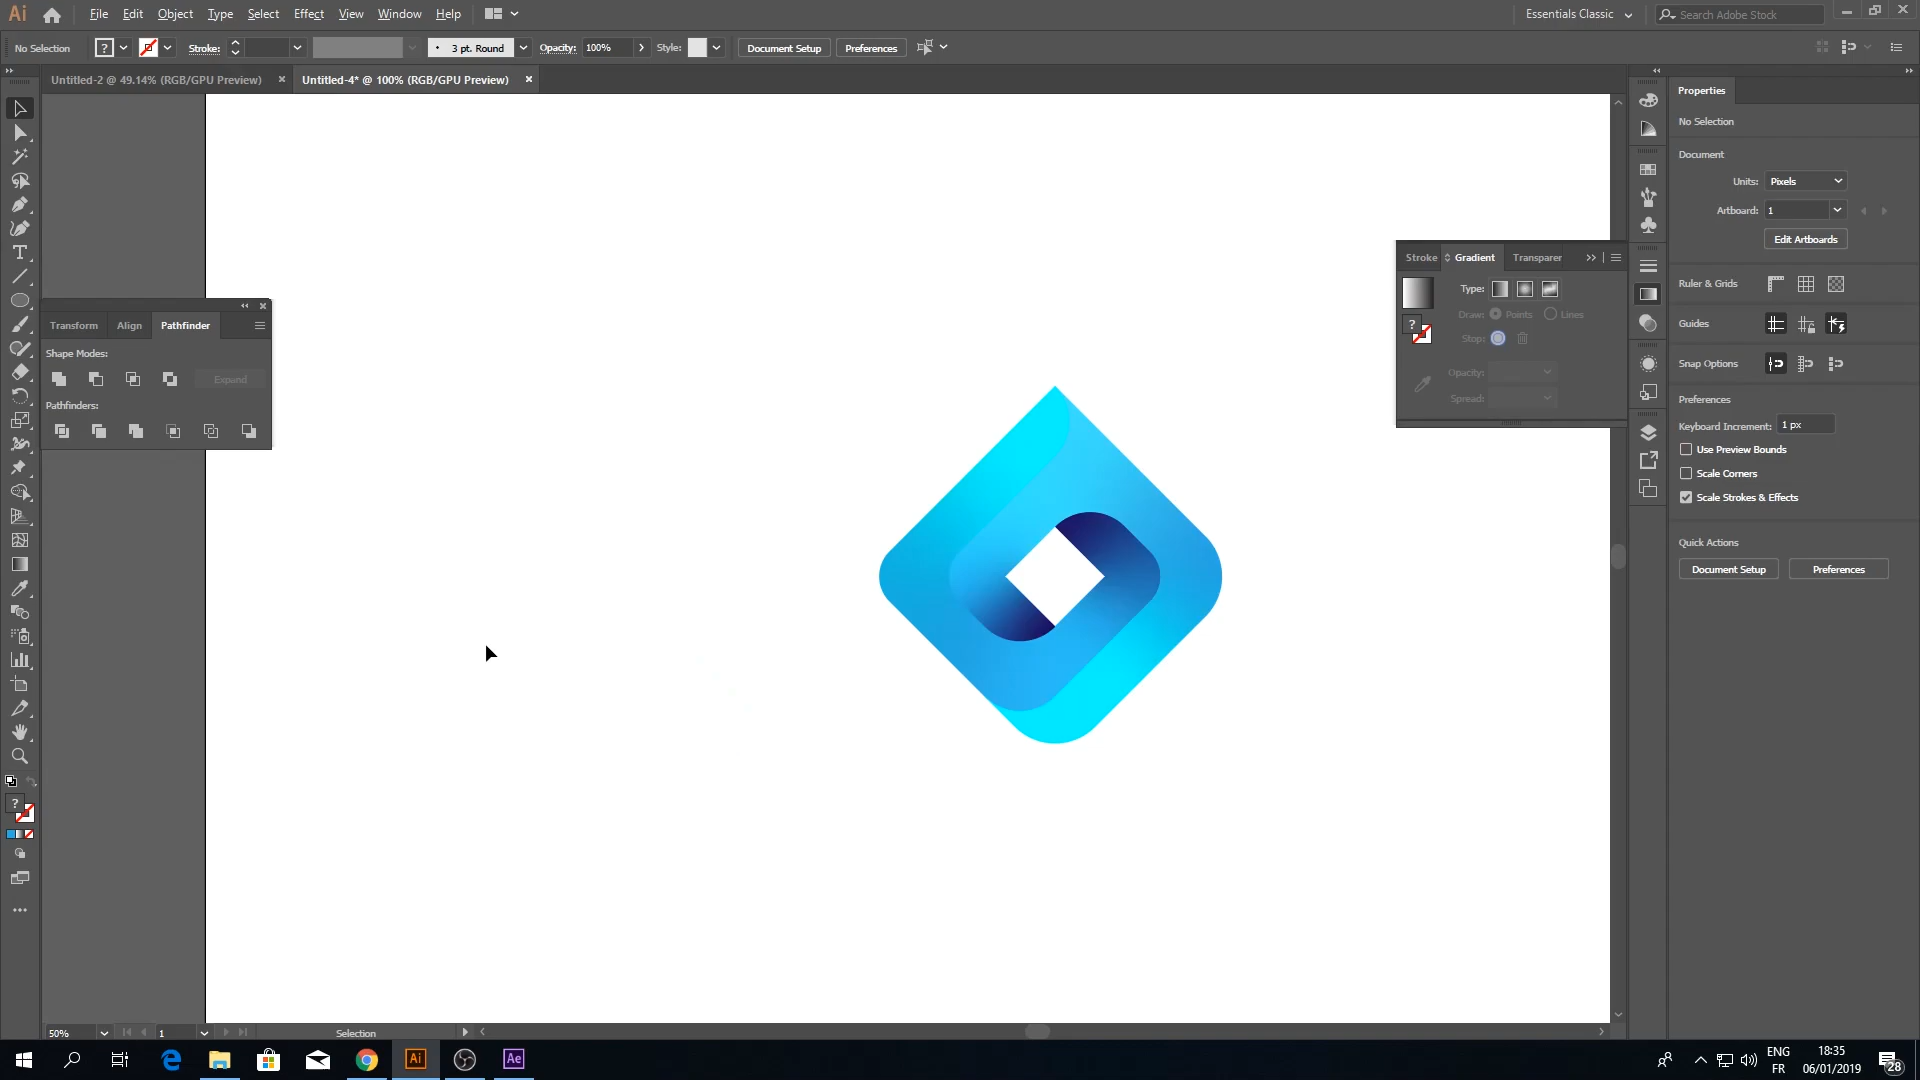 Ai File Edit Object Type Select Effect View Window Help Essentials Classic Search Adobe Stock
No Selection ? Stroke: 3 pt. Round Opacity: 100% Style: Document Setup Preferences
Untitled-2 @ 49.14% (RGB/GPU Preview) × Untitled-4* @ 100% (RGB/GPU Preview) ×
Properties
No Selection
Document
Units: Pixels
Artboard: 1
Edit Artboards
Ruler & Grids
Guides
Snap Options
Preferences
Keyboard Increment: 1 px
Use Preview Bounds
Scale Corners
Scale Strokes & Effects
Quick Actions
Document Setup Preferences
Stroke Gradient Transparer
Type:
Draw: Points Lines
?
Stop:
Opacity:
Spread:
Transform Align Pathfinder
Shape Modes:
Expand
Pathfinders:
T
?
50% 1 Selection
Ai Ae
ENG
FR
18:35
06/01/2019
28